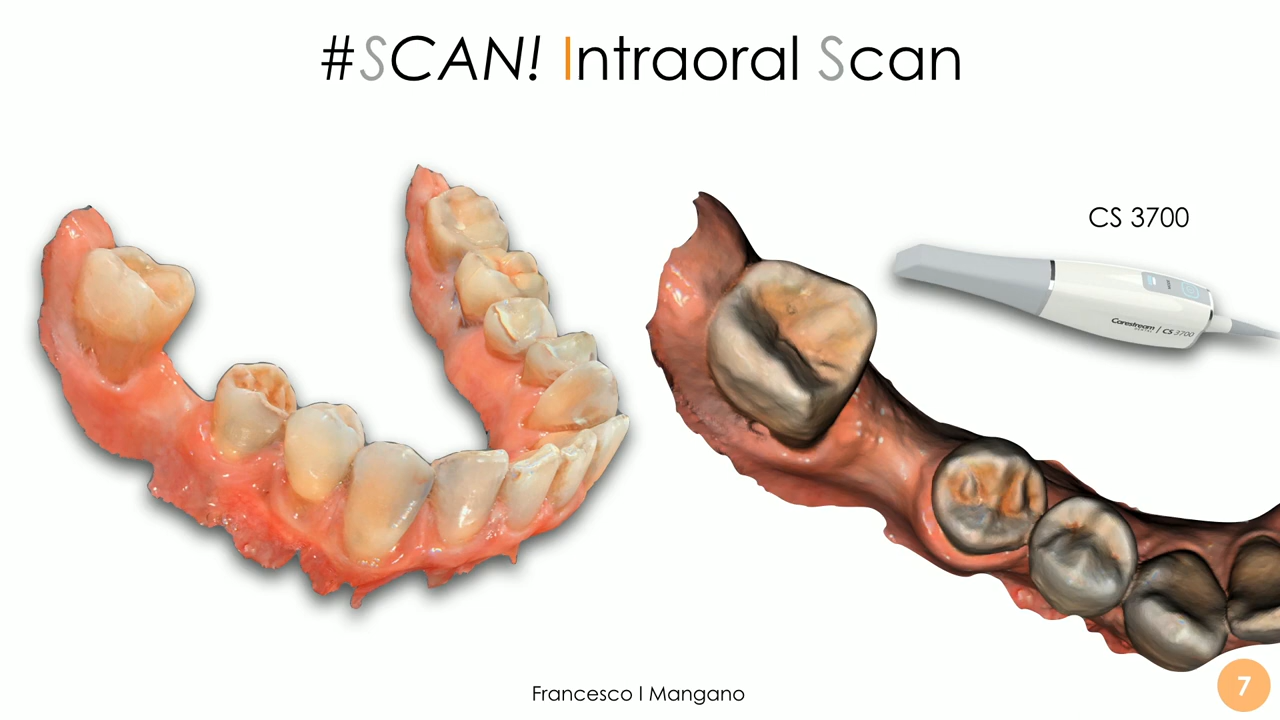 #SCAN! Intraoral Scan
CS 3700
Carestream | CS 3700
Francesco I Mangano
7